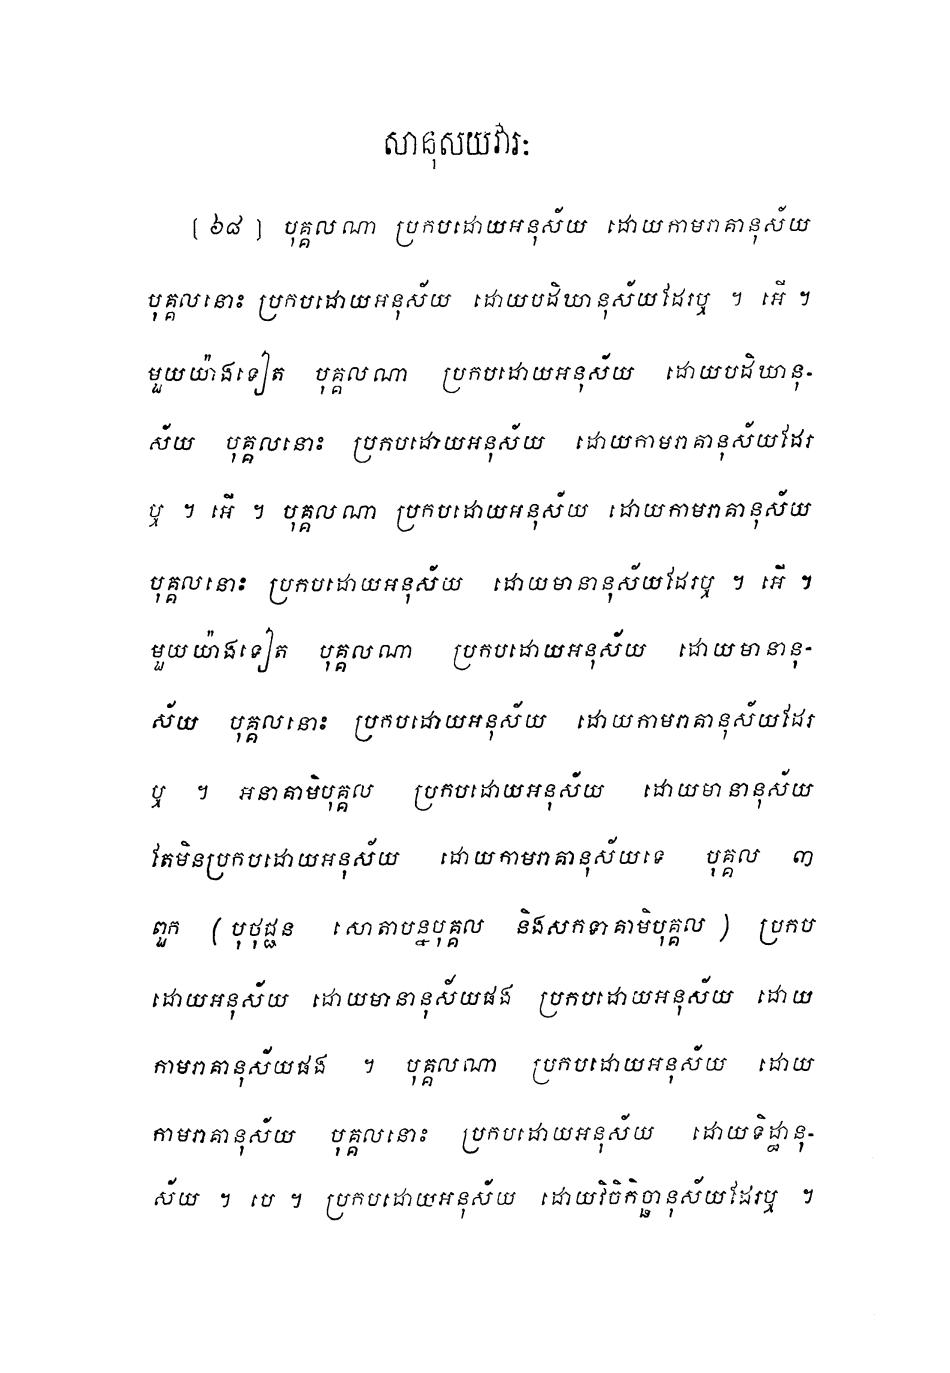 សានុសយវារៈ
[ ៦៨ ] បុគ្គលណា ប្រកបដោយអនុស័យ ដោយកាមរាគានុស័យ
បុគ្គលនោះ ប្រកបដោយអនុស័យ ដោយបដិឃានុស័យដែរឬ ។ អើ ។
មួយយ៉ាងទៀត បុគ្គលណា ប្រកបដោយអនុស័យ ដោយបដិឃានុ-
ស័យ បុគ្គលនោះ ប្រកបដោយអនុស័យ ដោយកាមរាគានុស័យដែរ
ឬ ។ អើ ។ បុគ្គលណា ប្រកបដោយអនុស័យ ដោយកាមរាគានុស័យ
បុគ្គលនោះ ប្រកបដោយអនុស័យ ដោយមានានុស័យដែរឬ ។ អើ ។
មួយយ៉ាងទៀត បុគ្គលណា ប្រកបដោយអនុស័យ ដោយមានានុ-
ស័យ បុគ្គលនោះ ប្រកបដោយអនុស័យ ដោយកាមរាគានុស័យដែរ
ឬ ។ អនាគាមិបុគ្គល ប្រកបដោយអនុស័យ ដោយមានានុស័យ
តែមិនប្រកបដោយអនុស័យ ដោយកាមរាគានុស័យទេ បុគ្គល ៣
ពួក ( បុថុជ្ជន សោតាបន្នបុគ្គល និងសកទាគាមិបុគ្គល ) ប្រកប
ដោយអនុស័យ ដោយមានានុស័យផង ប្រកបដោយអនុស័យ ដោយ
កាមរាគានុស័យផង ។ បុគ្គលណា ប្រកបដោយអនុស័យ ដោយ
កាមរាគានុស័យ បុគ្គលនោះ ប្រកបដោយអនុស័យ ដោយទិដ្ឋានុ-
ស័យ ។ បេ ។ ប្រកបដោយអនុស័យ ដោយវិចិកិច្ឆានុស័យដែរឬ ។